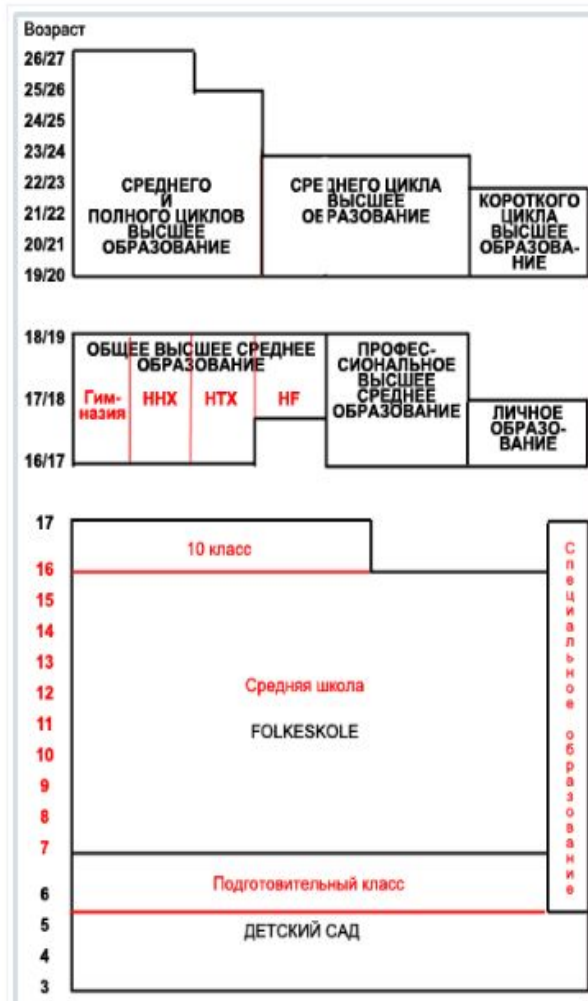 Возраст
26/27
25/26
24/25
23/24
22/23
21/22
20/21
19/20
СРЕДНЕГО
И
ПОЛНОГО ЦИКЛОВ
ВЫСШЕЕ
ОБРАЗОВАНИЕ
СРЕДНЕГО ЦИКЛА
ВЫСШЕЕ
ОБРАЗОВАНИЕ
КОРОТКОГО
ЦИКЛА
ВЫСШЕЕ
ОБРАЗОВА-
НИЕ
18/19
17/18
16/17
ОБЩЕЕ ВЫСШЕЕ СРЕДНЕЕ
ОБРАЗОВАНИЕ
Гим-
назия
HHX
HTX
HF
ПРОФЕС-
СИОНАЛЬНОЕ
ВЫСШЕЕ
СРЕДНЕЕ
ОБРАЗОВАНИЕ
ЛИЧНОЕ
ОБРАЗО-
ВАНИЕ
17
16
15
14
13
12
11
10
9
8
7
6
5
4
3
10 класс
Средняя школа
FOLKESKOLE
Подготовительный класс
ДЕТСКИЙ САД
Специальное образование